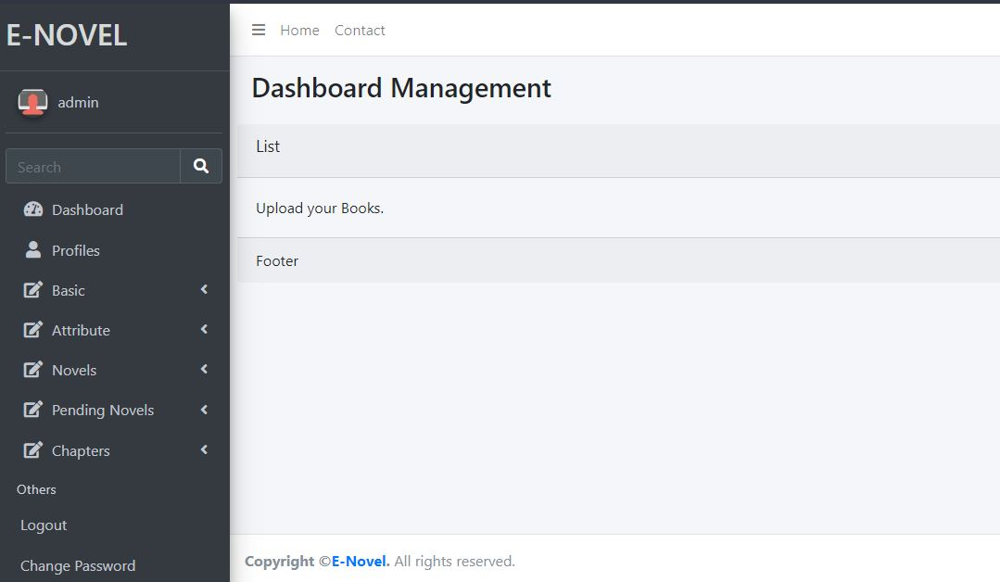 E-NOVEL
admin
Search
Dashboard
Profiles
Basic
Attribute
Novels
Pending Novels
Chapters
Others
Logout
Change Password
Home Contact
Dashboard Management
List
Upload your Books.
Footer
Copyright ©E-Novel. All rights reserved.